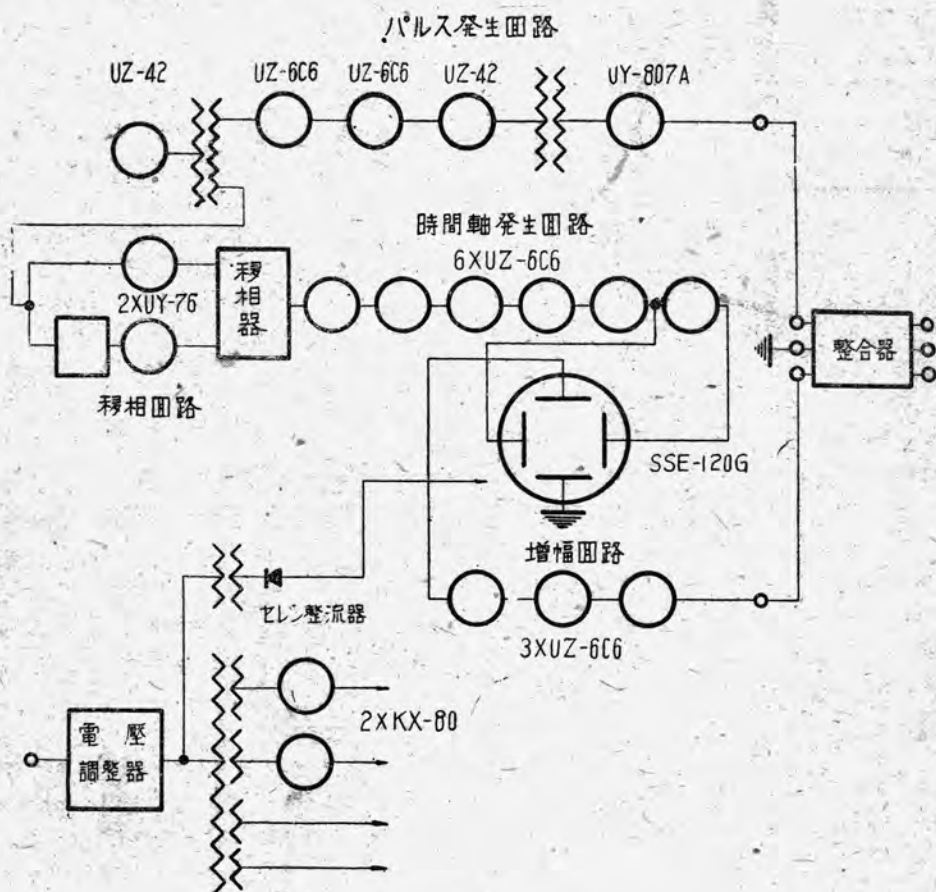 パルス発生回路
UZ-42
UZ-6C6
UZ-6C6
UZ-42
UY-807A
時間軸発生回路
6XUZ-6C6
2XUY-76
移相器
移相回路
整合器
SSE-120G
増幅回路
3XUZ-6C6
セレン整流器
2XKX-80
電壓
調整器